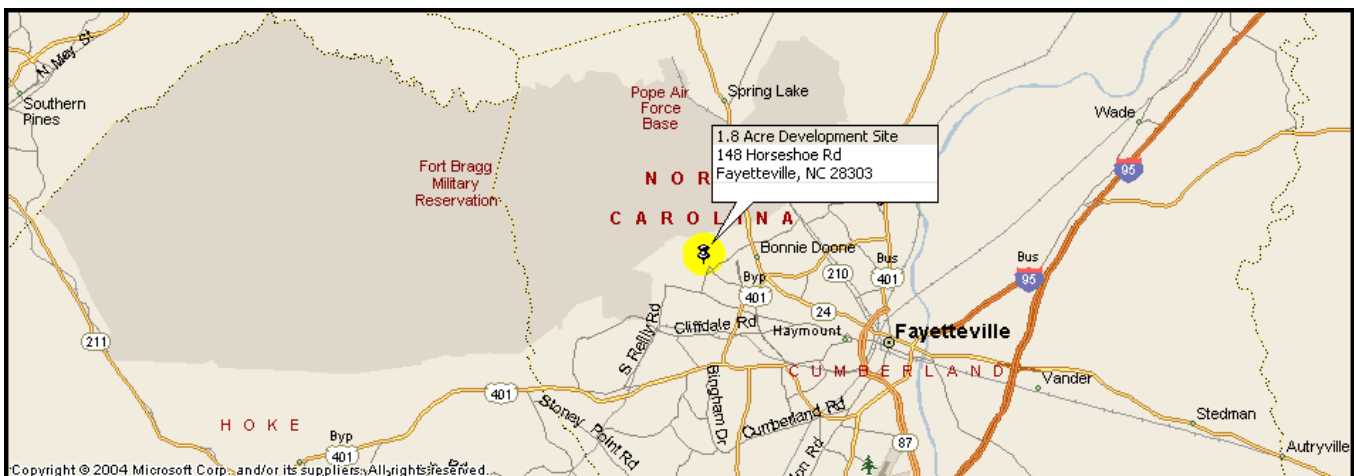 N May St
Southern
Pines
Pope Air
Force
Base
Spring Lake
Wade
1.8 Acre Development Site
148 Horseshoe Rd
Fayetteville, NC 28303
Fort Bragg
Military
Reservation
95
N O R
C A R O L I N A
Bonnie Doone
Bus
401
Bus
95
210
Byp
401
24
S Reilly Rd
Cliffdale Rd
Haymount
Fayetteville
211
C U M B E R L A N D
Vander
401
Bingham Dr
Stoney Point Rd
Cumberland Rd
Stedman
H O K E
Byp
401
87
Autryville
Copyright © 2004 Microsoft Corp. and/or its suppliers. All rights reserved.